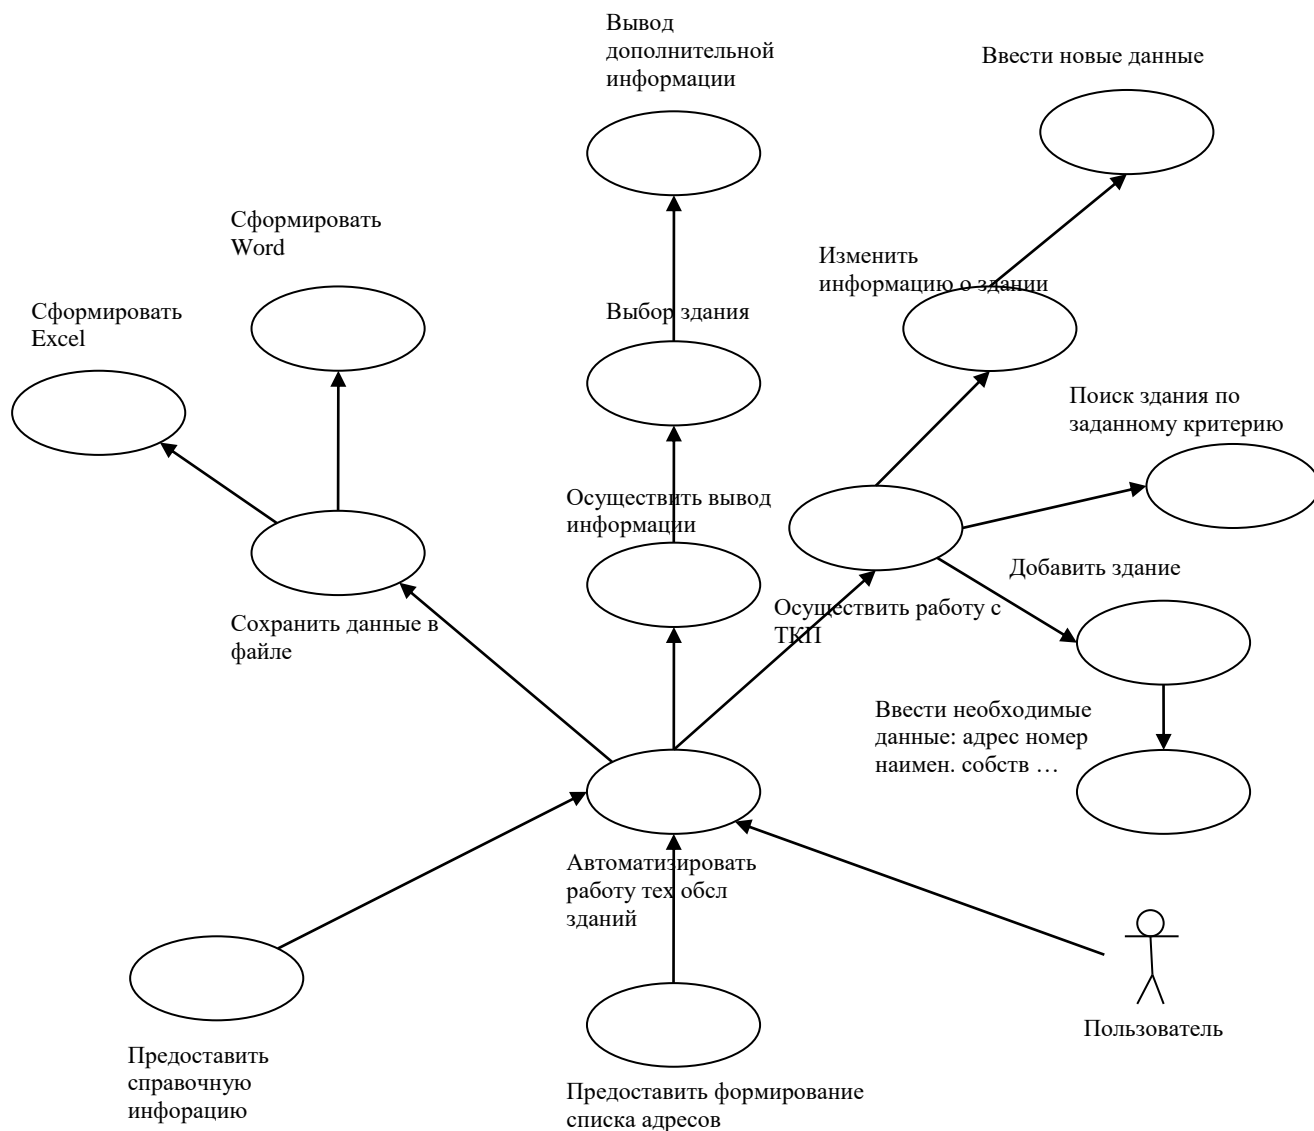 Вывод
дополнительной
информации
Ввести новые данные
Сформировать
Word
Изменить
информацию о здании
Сформировать
Excel
Выбор здания
Поиск здания по
заданному критерию
Осуществить вывод
информации
Добавить здание
Осуществить работу с
ТКП
Сохранить данные в
файле
Ввести необходимые
данные: адрес номер
наимен. собств …
Автоматизировать
работу тех обсл
зданий
Пользователь
Предоставить
справочную
инфорацию
Предоставить формирование
списка адресов